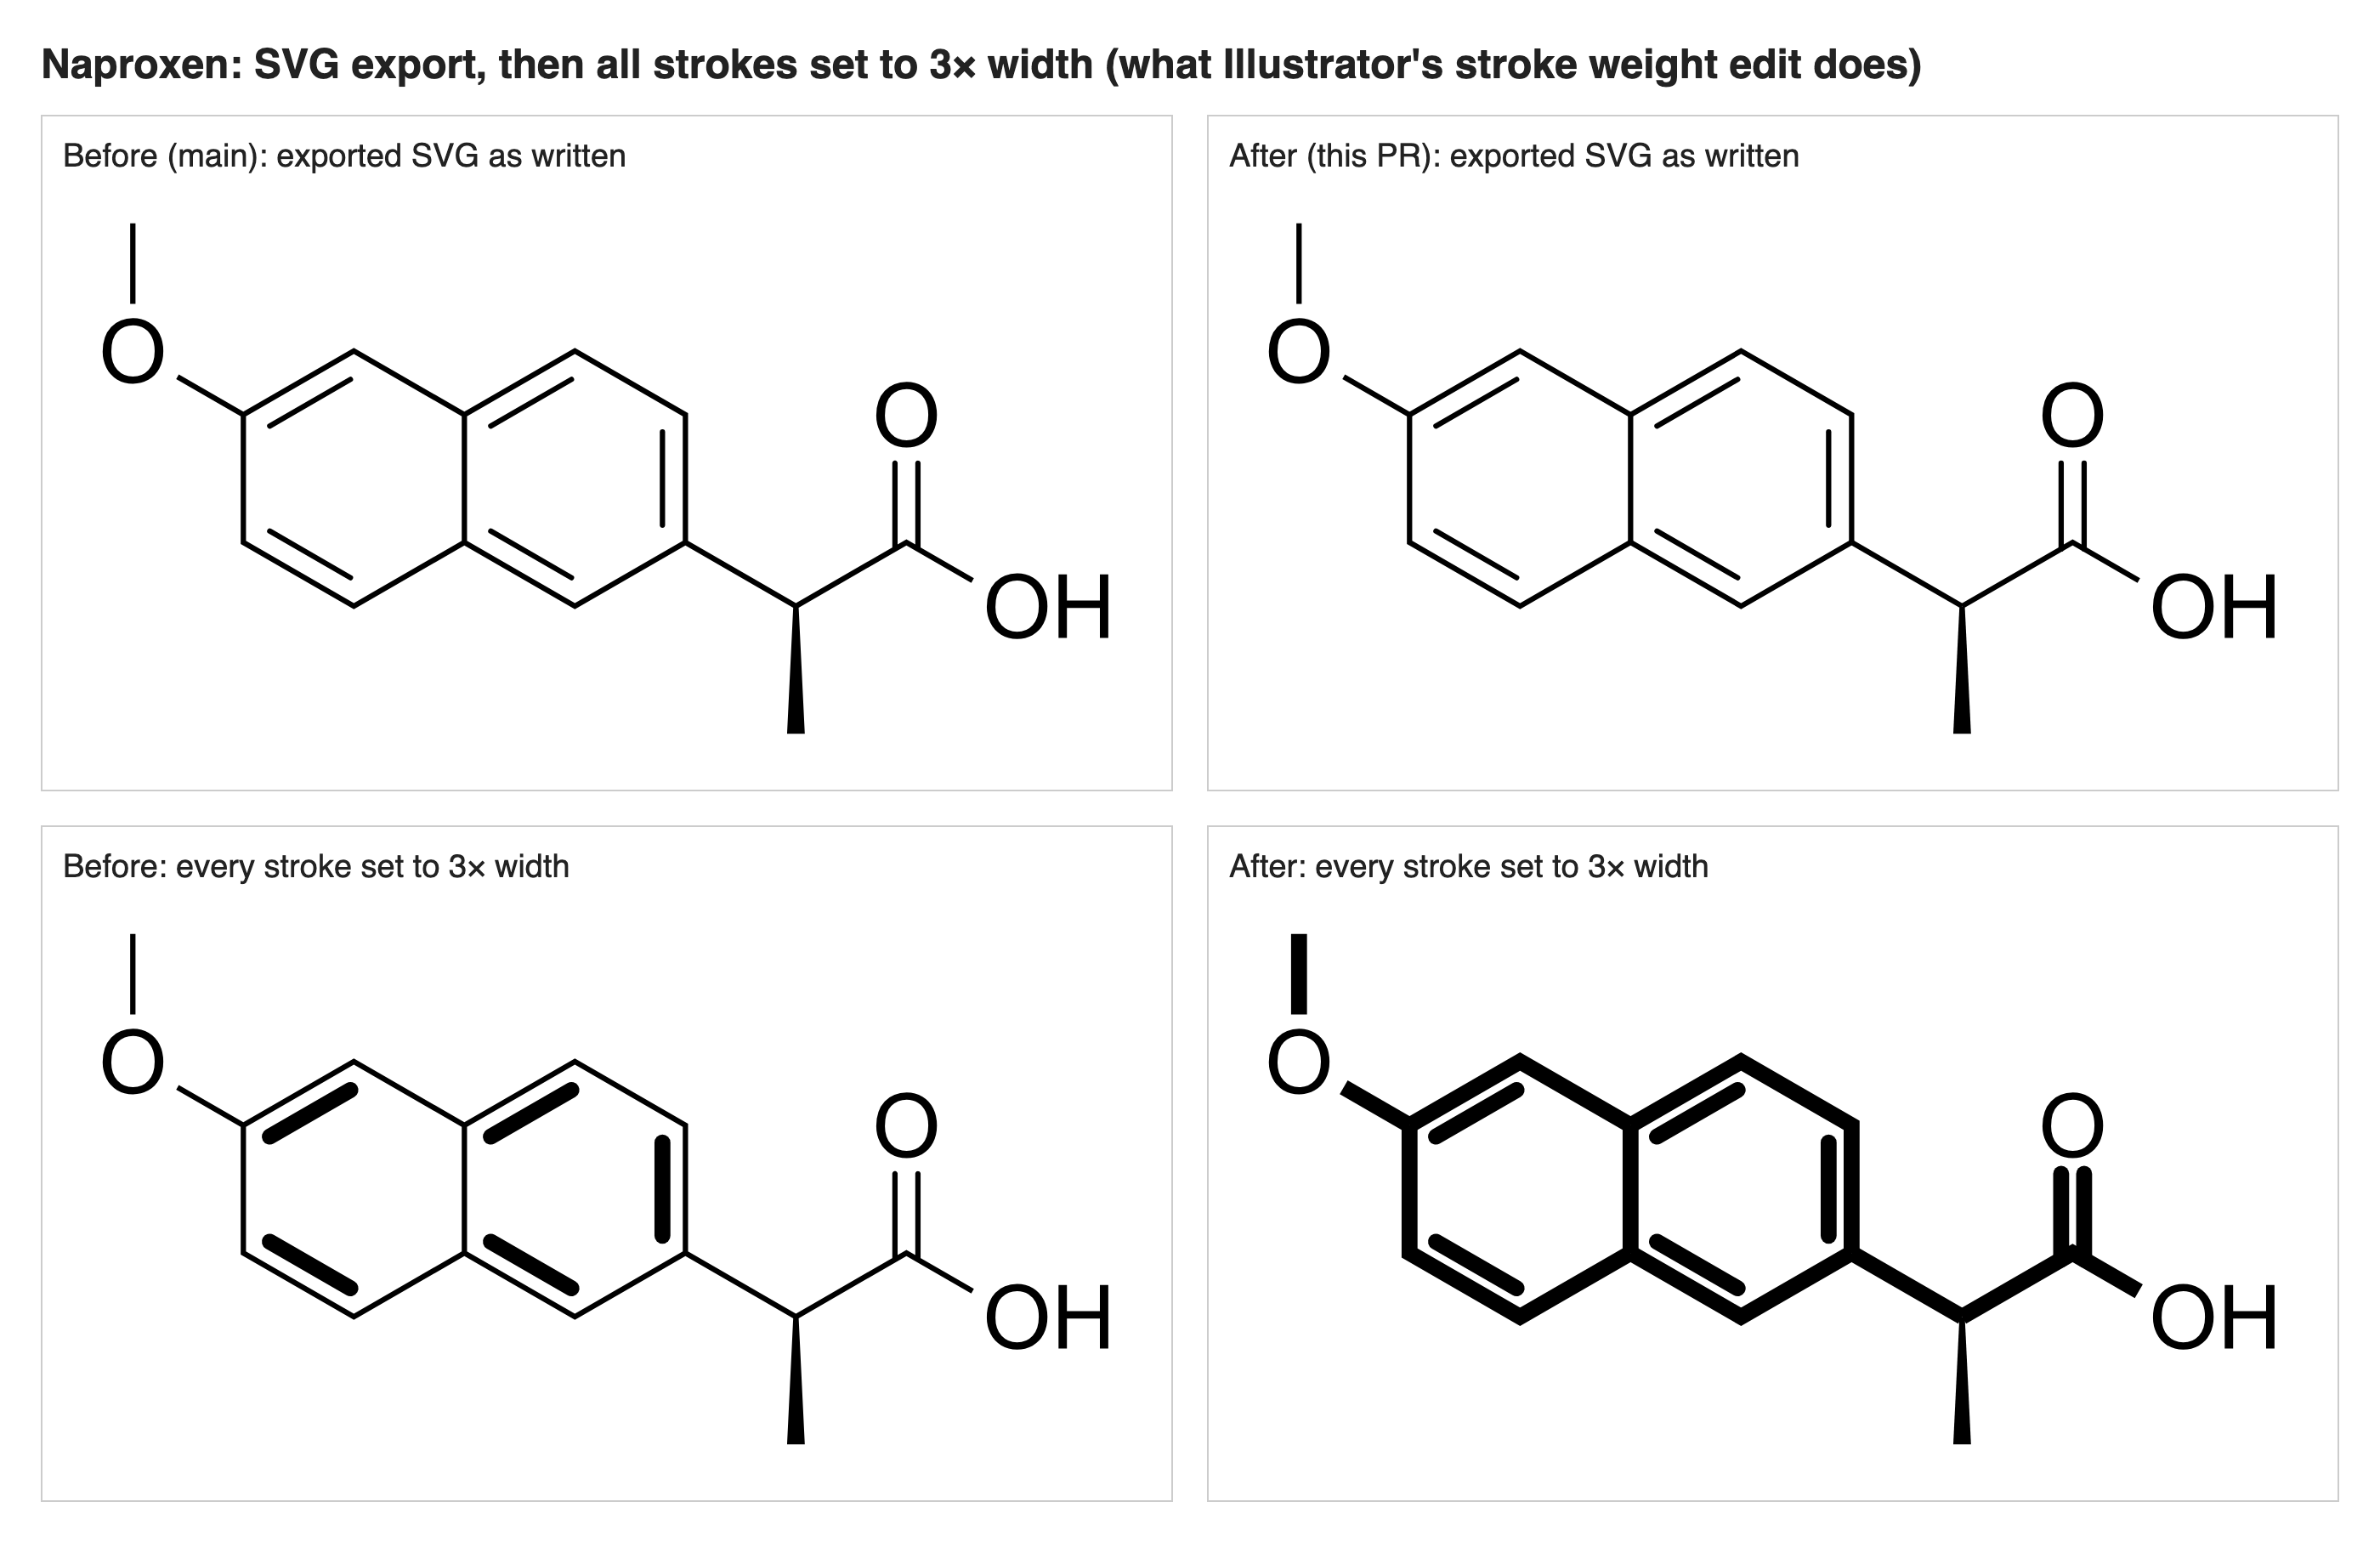 Naproxen: SVG export, then all strokes set to 3× width (what Illustrator's stroke weight edit does)
Before (main): exported SVG as written
O
O
OH
After (this PR): exported SVG as written
O
O
OH
Before: every stroke set to 3× width
O
O
OH
After: every stroke set to 3× width
O
O
OH